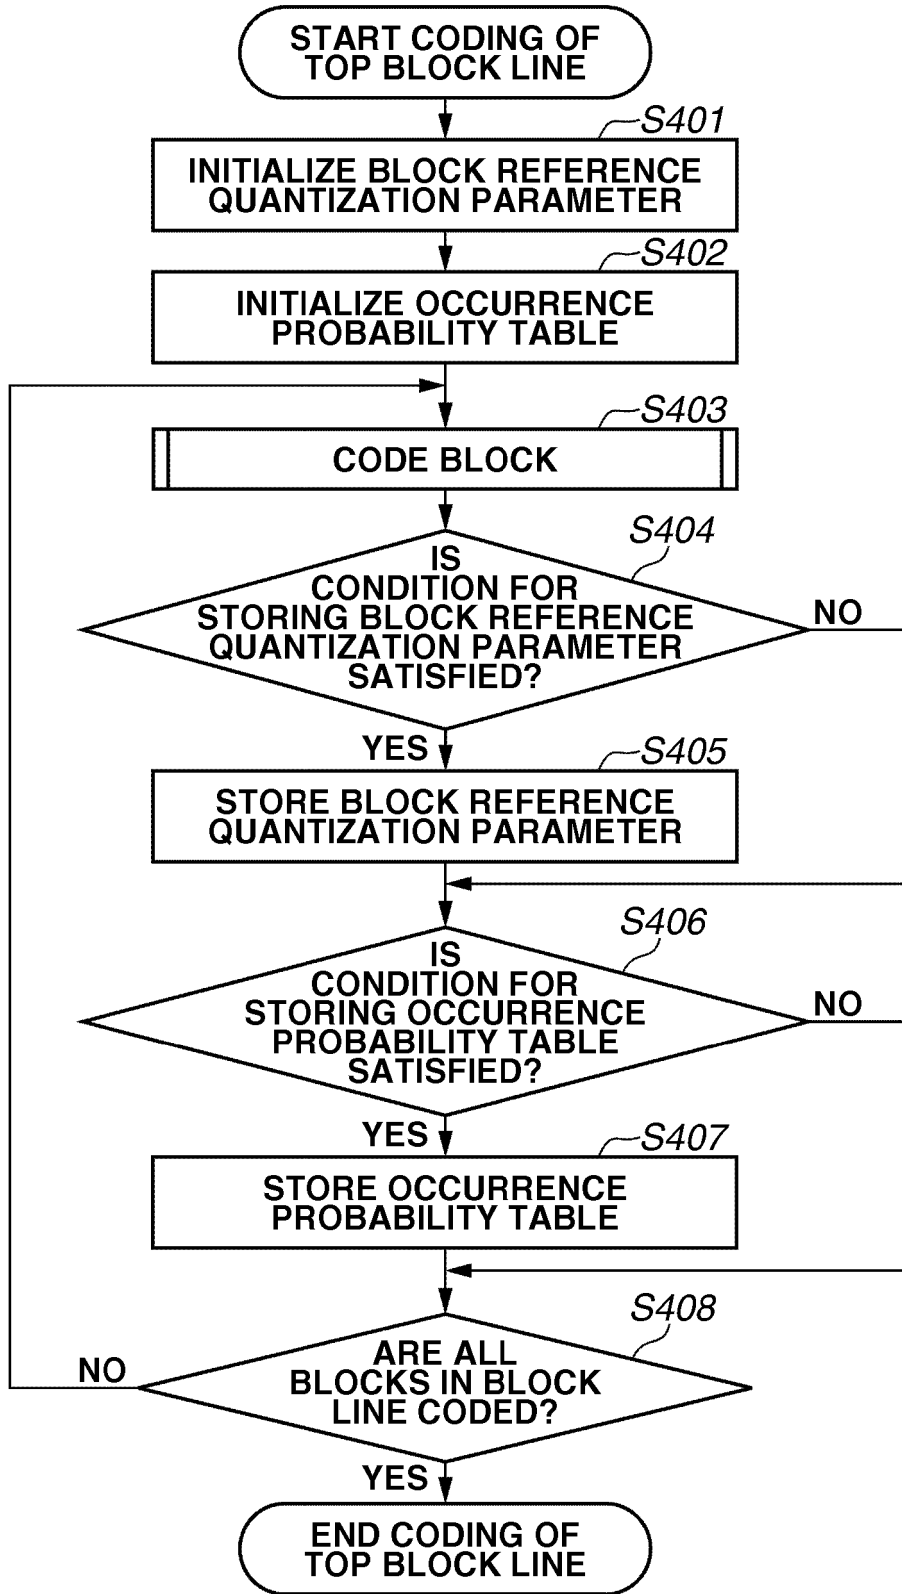 START CODING OF
TOP BLOCK LINE
S401
INITIALIZE BLOCK REFERENCE
QUANTIZATION PARAMETER
S402
INITIALIZE OCCURRENCE
PROBABILITY TABLE
S403
CODE BLOCK
S404
IS
CONDITION FOR
STORING BLOCK REFERENCE
QUANTIZATION PARAMETER
SATISFIED?
NO
YES
S405
STORE BLOCK REFERENCE
QUANTIZATION PARAMETER
S406
IS
CONDITION FOR
STORING OCCURRENCE
PROBABILITY TABLE
SATISFIED?
NO
YES
S407
STORE OCCURRENCE
PROBABILITY TABLE
S408
ARE ALL
BLOCKS IN BLOCK
LINE CODED?
NO
YES
END CODING OF
TOP BLOCK LINE